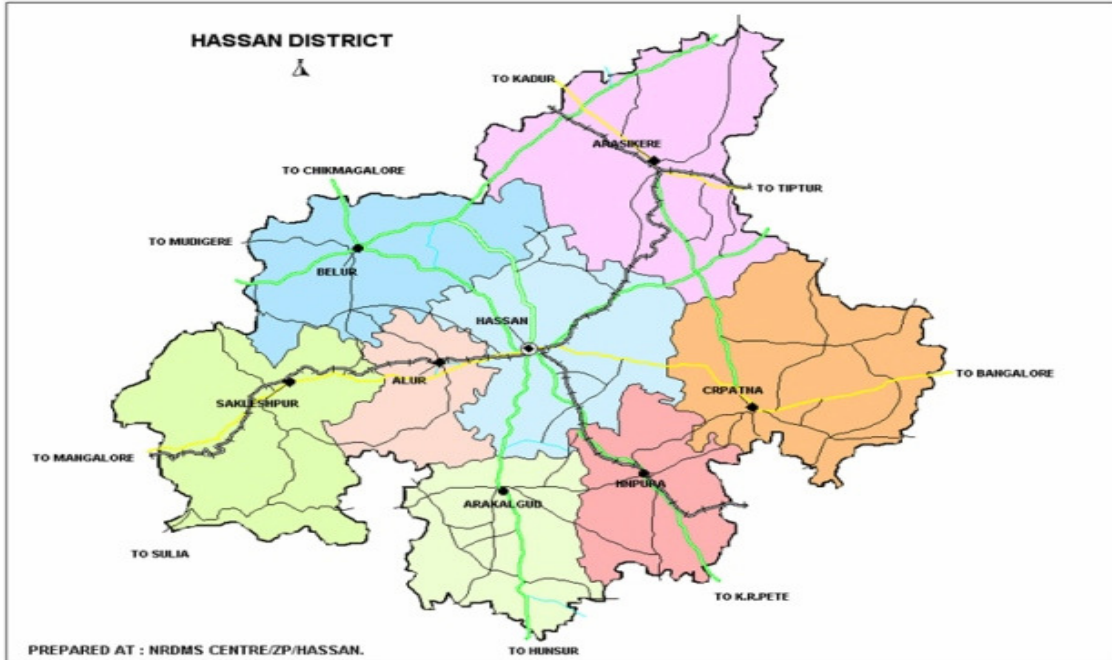 HASSAN DISTRICT
TO KADUR
ARASIKERE
TO CHIKMAGALORE
TO TIPTUR
TO MUDIGERE
BELUR
HASSAN
ALUR
TO BANGALORE
CRPATNA
SAKLESHPUR
TO MANGALORE
HNPURA
ARAKALGUD
TO SULIA
TO K.R.PETE
TO HUNSUR
PREPARED AT : NRDMS CENTRE/ZP/HASSAN.